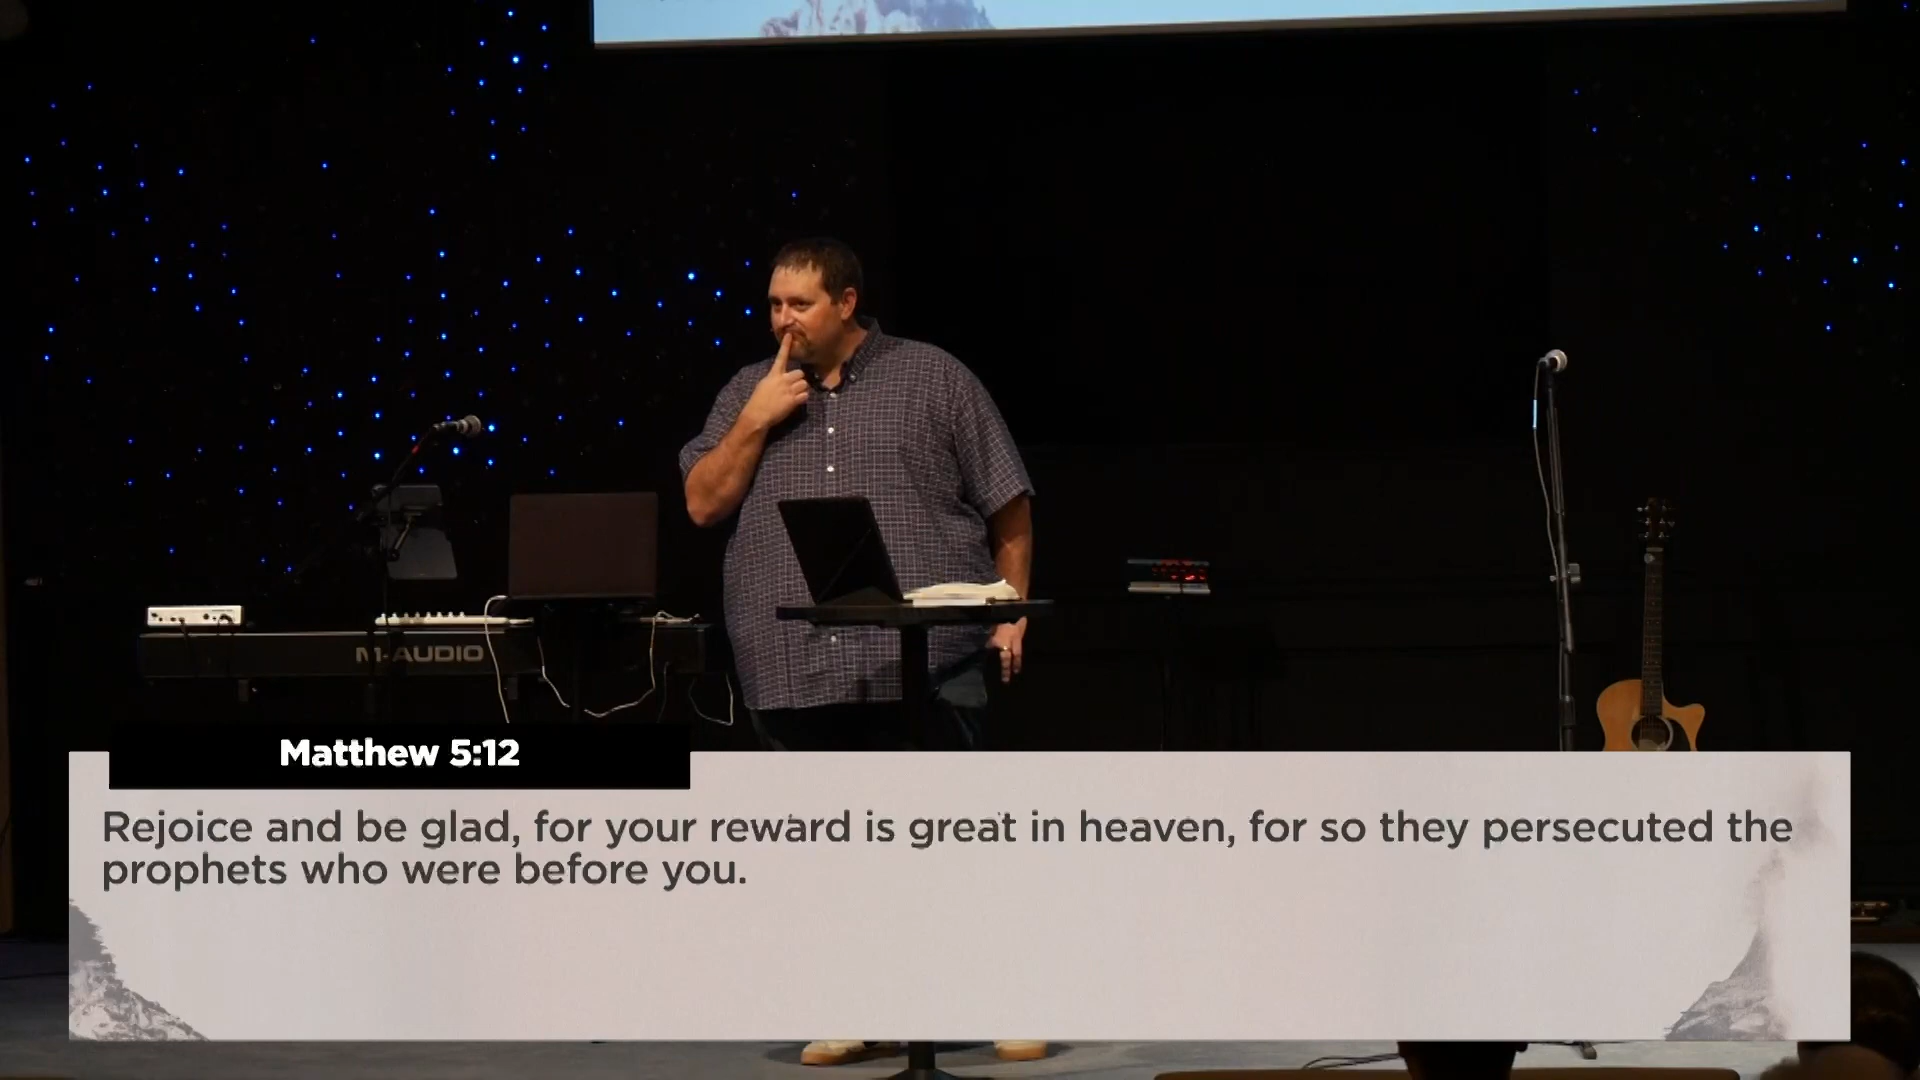 M-AUDIO
Matthew 5:12
Rejoice and be glad, for your reward is great in heaven, for so they persecuted the
prophets who were before you.